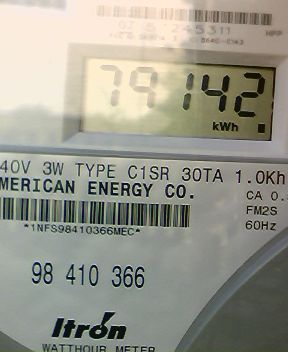 79142
kWh
40V 3W TYPE C1SR 30TA 1.0Kh
MERICAN ENERGY CO.
CA 0.
FM2S
*1NFS98410366MEC*
60Hz
98 410 366
Itron
WATTHOUR METER